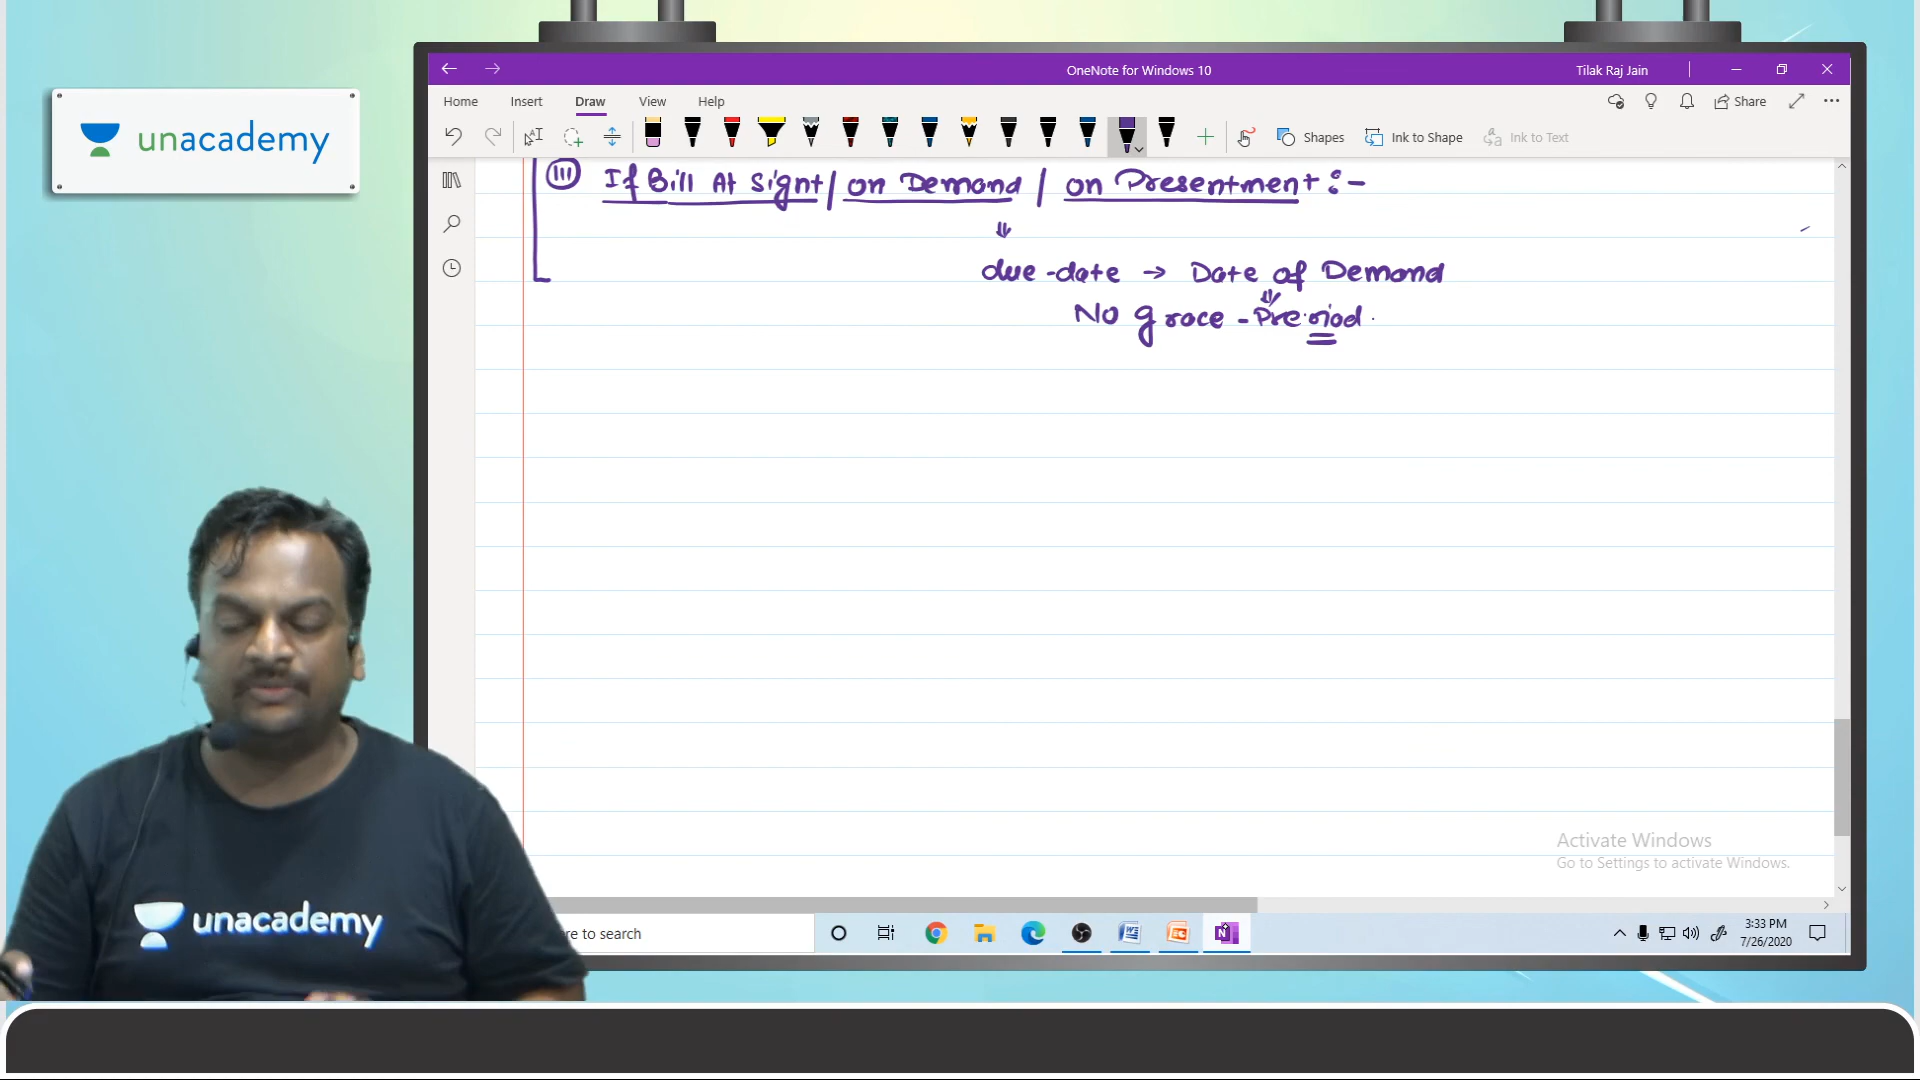 unacademy
OneNote for Windows 10
Tilak Raj Jain
Home Insert Draw View Help
Share
Shapes
Ink to Shape
Ink to Text
III If Bill At Signt / on Demand / on Presentment :-
due-date → Date of Demand
No grace - Preriod.
unacademy
Activate Windows
Go to Settings to activate Windows.
re to search
3:33 PM
7/26/2020